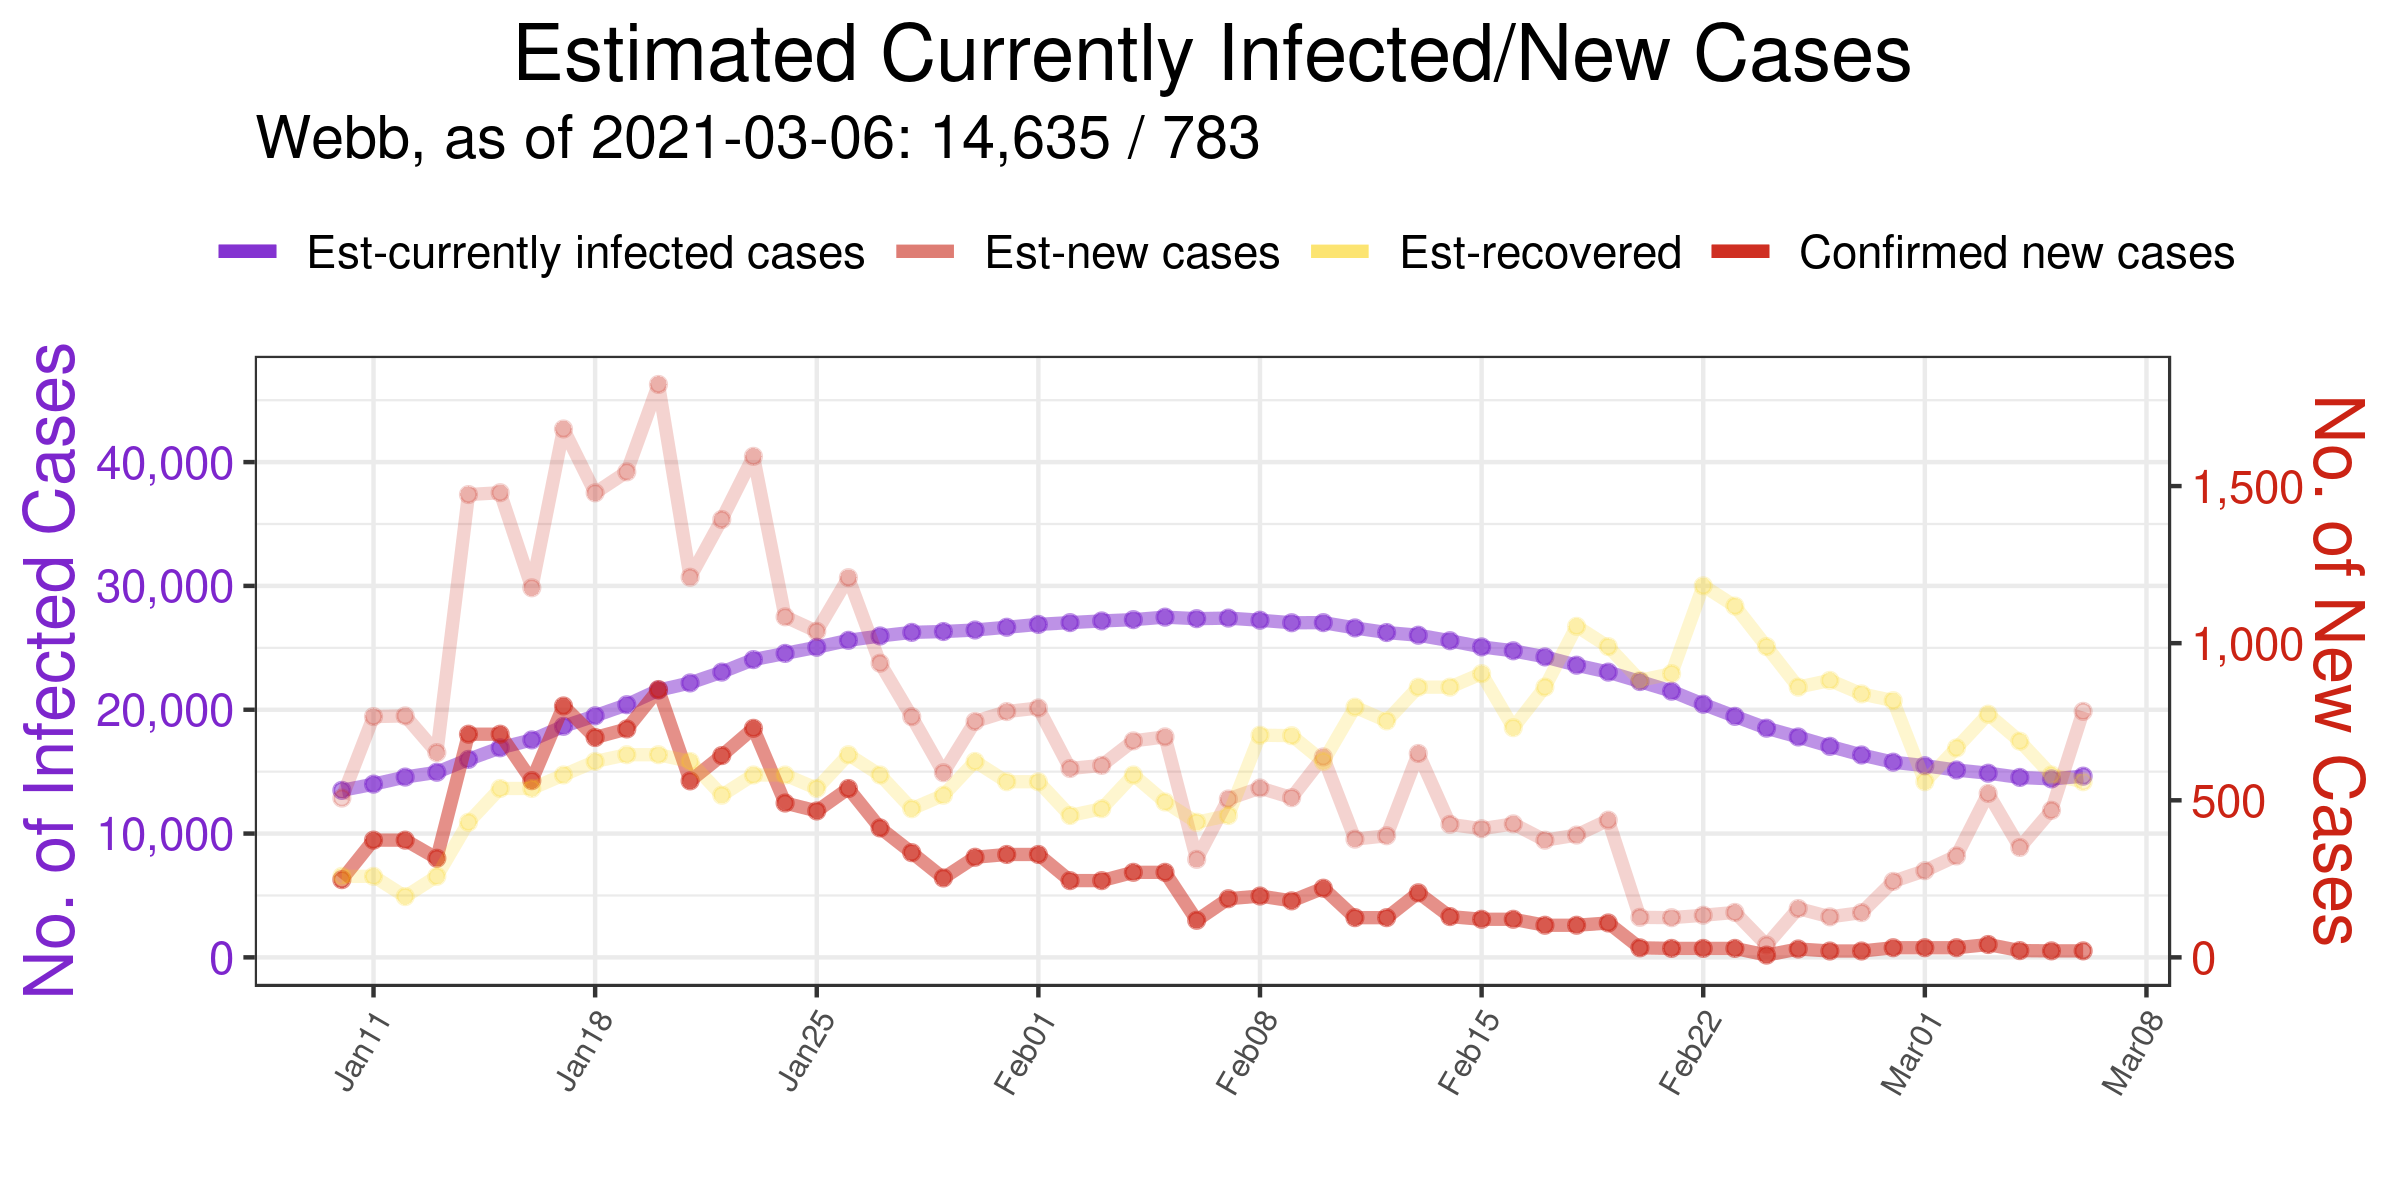 Estimated Currently Infected/New Cases
Webb, as of 2021-03-06: 14,635 / 783
Est-currently infected cases Est-new cases Est-recovered Confirmed new cases
No. of Infected Cases
40,000
30,000
20,000
10,000
0
1,500
1,000
500
0
No. of New Cases
Jan11 Jan18 Jan25 Feb01 Feb08 Feb15 Feb22 Mar01 Mar08